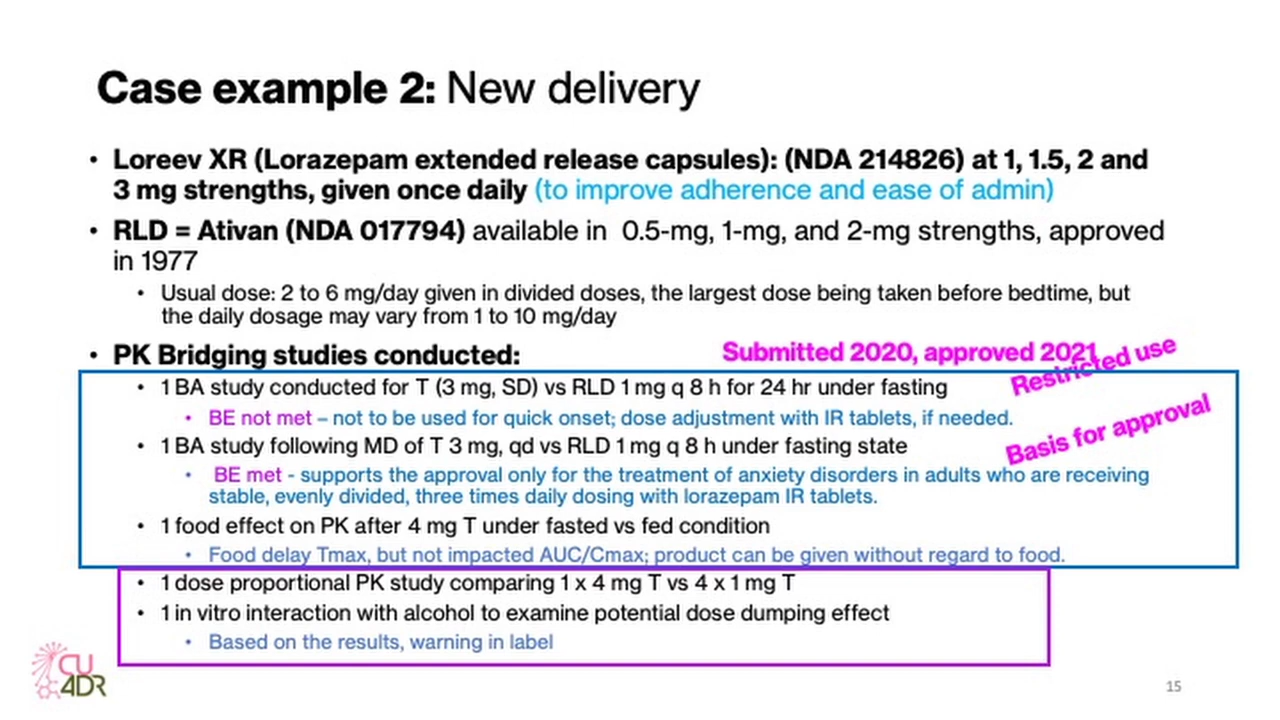 Case example 2: New delivery
• Loreev XR (Lorazepam extended release capsules): (NDA 214826) at 1, 1.5, 2 and
3 mg strengths, given once daily (to improve adherence and ease of admin)
• RLD = Ativan (NDA 017794) available in 0.5-mg, 1-mg, and 2-mg strengths, approved
in 1977
• Usual dose: 2 to 6 mg/day given in divided doses, the largest dose being taken before bedtime, but
the daily dosage may vary from 1 to 10 mg/day
• PK Bridging studies conducted:
Submitted 2020, approved 2021
Restricted use
• 1 BA study conducted for T (3 mg, SD) vs RLD 1 mg q 8 h for 24 hr under fasting
• BE not met – not to be used for quick onset; dose adjustment with IR tablets, if needed.
Basis for approval
• 1 BA study following MD of T 3 mg, qd vs RLD 1 mg q 8 h under fasting state
• BE met - supports the approval only for the treatment of anxiety disorders in adults who are receiving
stable, evenly divided, three times daily dosing with lorazepam IR tablets.
• 1 food effect on PK after 4 mg T under fasted vs fed condition
• Food delay Tmax, but not impacted AUC/Cmax; product can be given without regard to food.
• 1 dose proportional PK study comparing 1 x 4 mg T vs 4 x 1 mg T
• 1 in vitro interaction with alcohol to examine potential dose dumping effect
• Based on the results, warning in label
CU
4DR
15